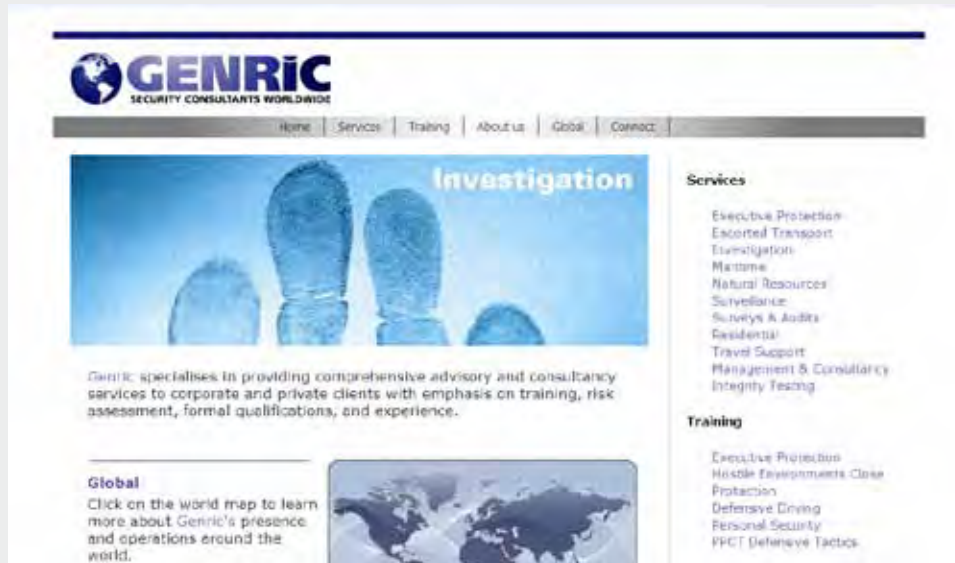 GENRiC
SECURITY CONSULTANTS WORLDWIDE
Home | Services | Training | About us | Global | Connect |
Investigation
Genric specialises in providing comprehensive advisory and consultancy
services to corporate and private clients with emphasis on training, risk
assessment, formal qualifications, and experience.
Global
Click on the world map to learn
more about Genric's presence
and operations around the
world.
Services
Executive Protection
Escorted Transport
Investigation
Maritime
Natural Resources
Surveillance
Surveys & Audits
Residential
Travel Support
Management & Consultancy
Integrity Testing
Training
Executive Protection
Hostile Environments Close
Protection
Defensive Driving
Personal Security
PPCT Defensive Tactics